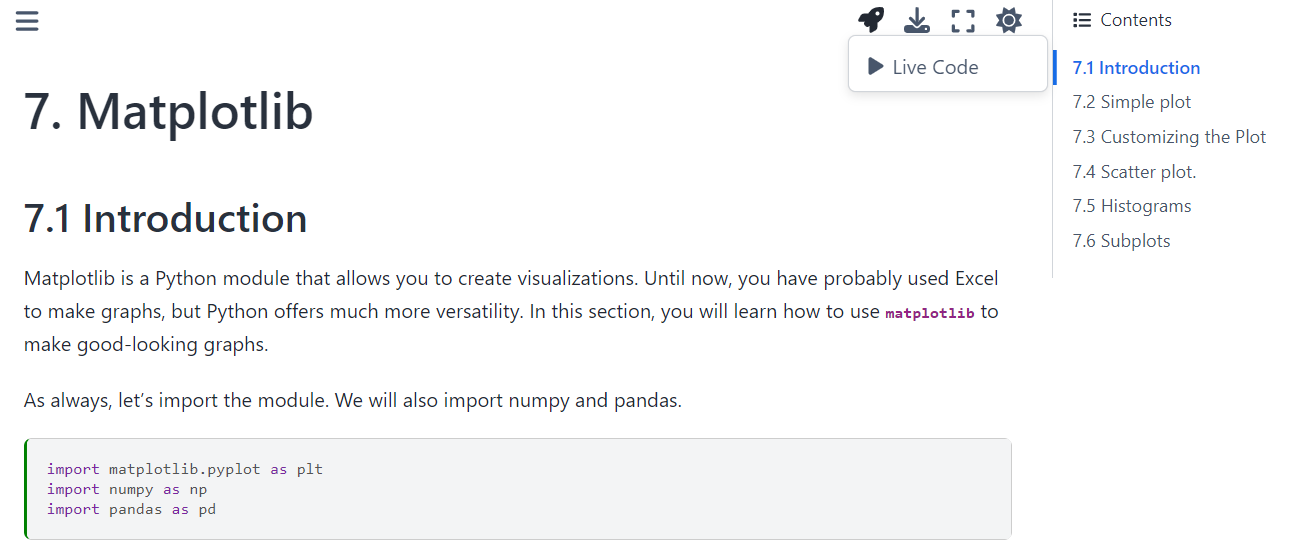 Live Code
7. Matplotlib
7.1 Introduction
Matplotlib is a Python module that allows you to create visualizations. Until now, you have probably used Excel
to make graphs, but Python offers much more versatility. In this section, you will learn how to use matplotlib to
make good-looking graphs.
As always, let’s import the module. We will also import numpy and pandas.
import matplotlib.pyplot as plt
import numpy as np
import pandas as pd
Contents
7.1 Introduction
7.2 Simple plot
7.3 Customizing the Plot
7.4 Scatter plot.
7.5 Histograms
7.6 Subplots